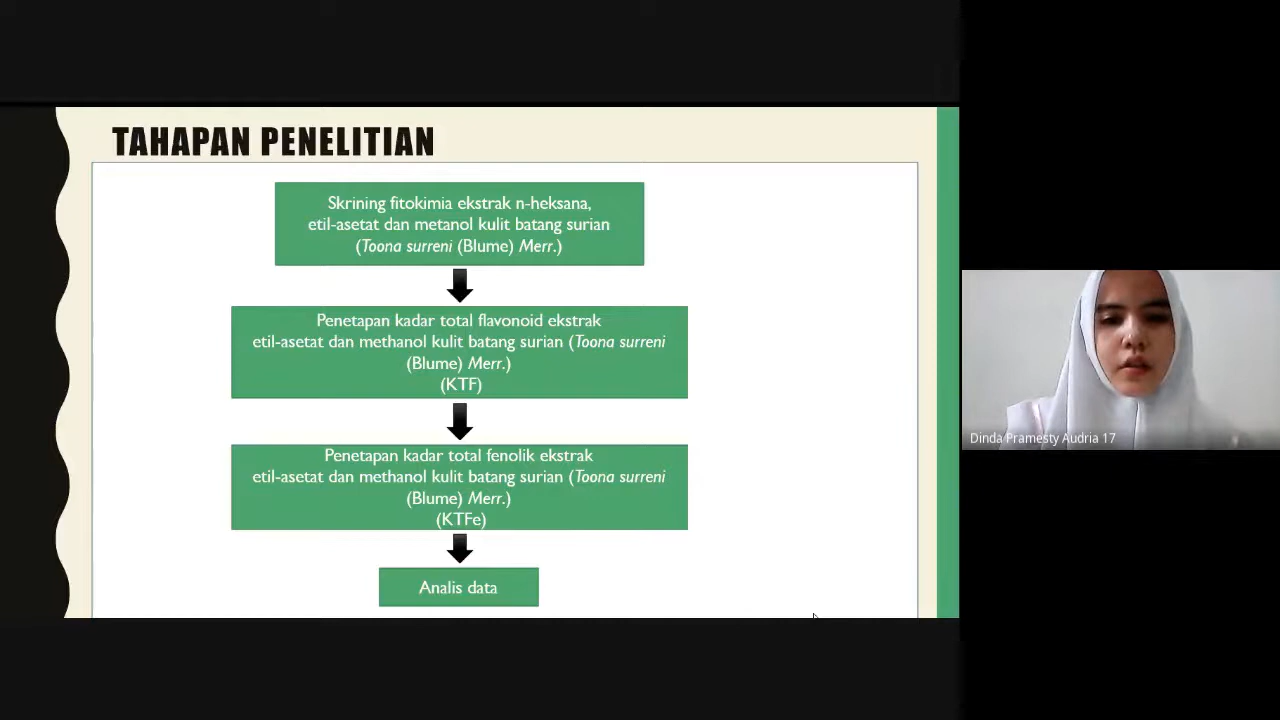 TAHAPAN PENELITIAN
Skrining fitokimia ekstrak n-heksana,
etil-asetat dan metanol kulit batang surian
(Toona surreni (Blume) Merr.)
Penetapan kadar total flavonoid ekstrak
etil-asetat dan methanol kulit batang surian (Toona surreni
(Blume) Merr.)
(KTF)
Penetapan kadar total fenolik ekstrak
etil-asetat dan methanol kulit batang surian (Toona surreni
(Blume) Merr.)
(KTFe)
Analis data
Dinda Pramesty Audria 17